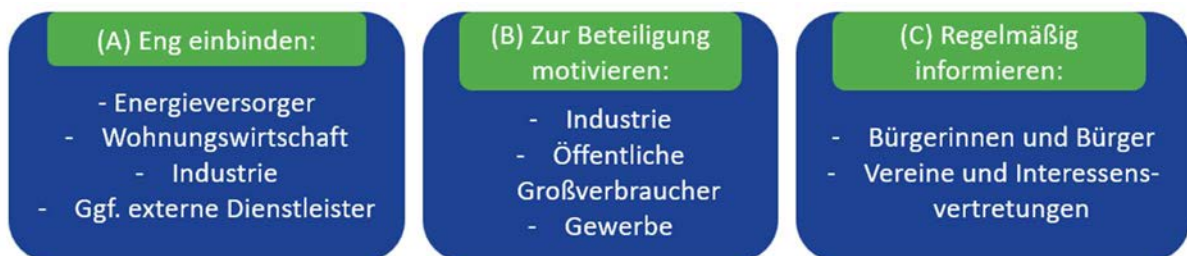 (A) Eng einbinden:
- Energieversorger
- Wohnungswirtschaft
- Industrie
- Ggf. externe Dienstleister
(B) Zur Beteiligung
motivieren:
- Industrie
- Öffentliche
Großverbraucher
- Gewerbe
(C) Regelmäßig
informieren:
- Bürgerinnen und Bürger
- Vereine und Interessens-
vertretungen